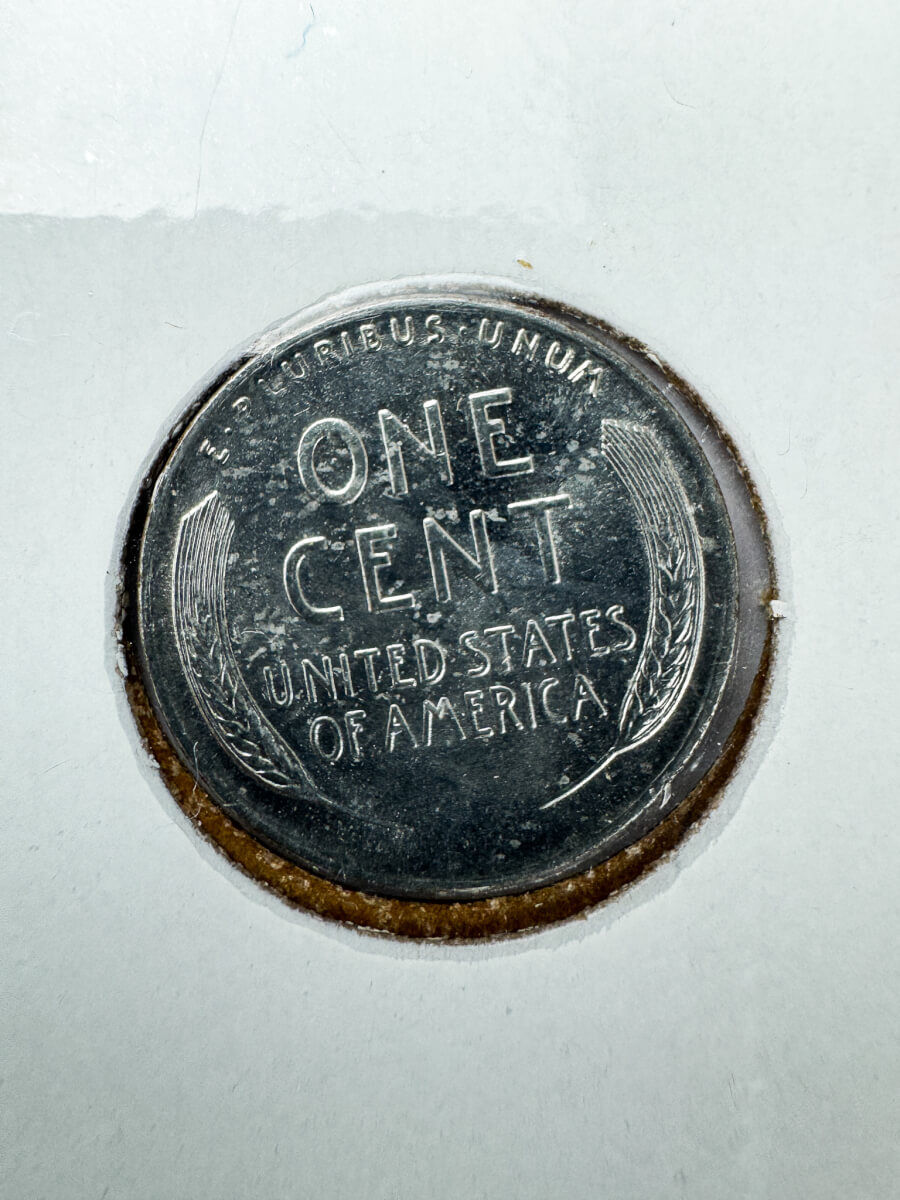 E·PLURIBUS·UNUM
ONE
CENT
UNITED STATES
OF AMERICA